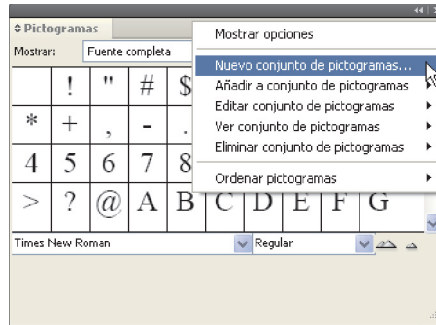 Pictogramas
Mostrar: Fuente completa
Mostrar opciones
Nuevo conjunto de pictogramas...
Añadir a conjunto de pictogramas
Editar conjunto de pictogramas
Ver conjunto de pictogramas
Eliminar conjunto de pictogramas
Ordenar pictogramas
! " # $
* + , - .
4 5 6 7 8
> ? @ A B C D E F G
Times New Roman Regular